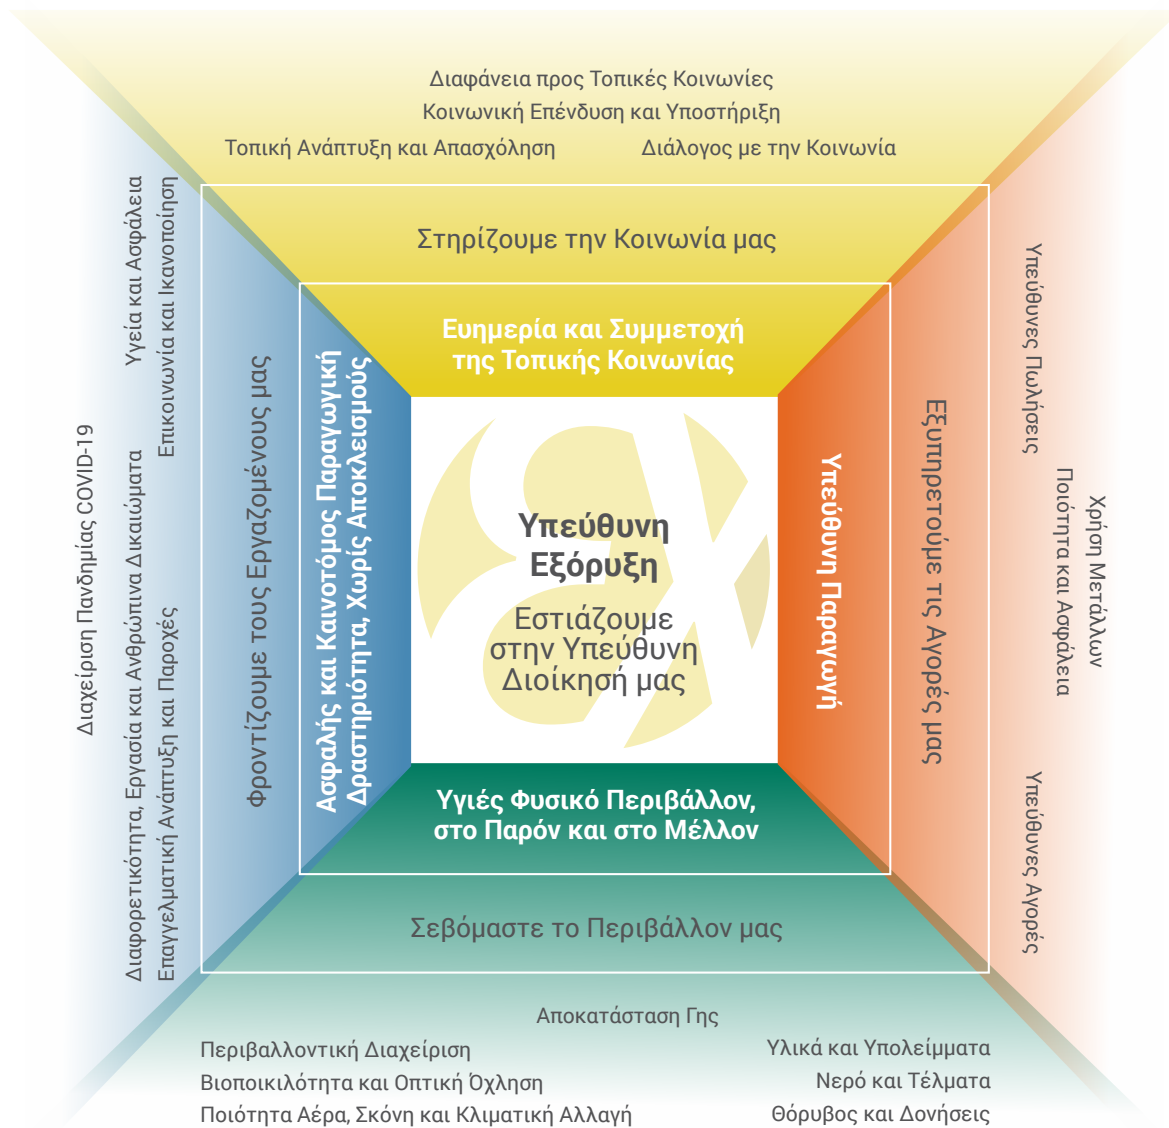 Διαφάνεια προς Τοπικές Κοινωνίες
Κοινωνική Επένδυση και Υποστήριξη
Τοπική Ανάπτυξη και Απασχόληση
Διάλογος με την Κοινωνία
Στηρίζουμε την Κοινωνία μας
Ευημερία και Συμμετοχή
της Τοπικής Κοινωνίας
Διαχείριση Πανδημίας COVID-19
Υγεία και Ασφάλεια
Επικοινωνία και Ικανοποίηση
Διαφορετικότητα, Εργασία και Ανθρώπινα Δικαιώματα
Επαγγελματική Ανάπτυξη και Παροχές
Φροντίζουμε τους Εργαζομένους μας
Ασφαλής και Καινοτόμος Παραγωγική
Δραστηριότητα, Χωρίς Αποκλεισμούς
Υπεύθυνη
Εξόρυξη
Εστιάζουμε
στην Υπεύθυνη
Διοίκησή μας
Υπεύθυνη Παραγωγή
Εξυπηρετούμε τις Αγορές μας
Υπεύθυνες Πωλήσεις
Χρήση Μετάλλων
Ποιότητα και Ασφάλεια
Υπεύθυνες Αγορές
Υγιές Φυσικό Περιβάλλον,
στο Παρόν και στο Μέλλον
Σεβόμαστε το Περιβάλλον μας
Αποκατάσταση Γης
Περιβαλλοντική Διαχείριση
Βιοποικιλότητα και Οπτική Όχληση
Ποιότητα Αέρα, Σκόνη και Κλιματική Αλλαγή
Υλικά και Υπολείμματα
Νερό και Τέλματα
Θόρυβος και Δονήσεις